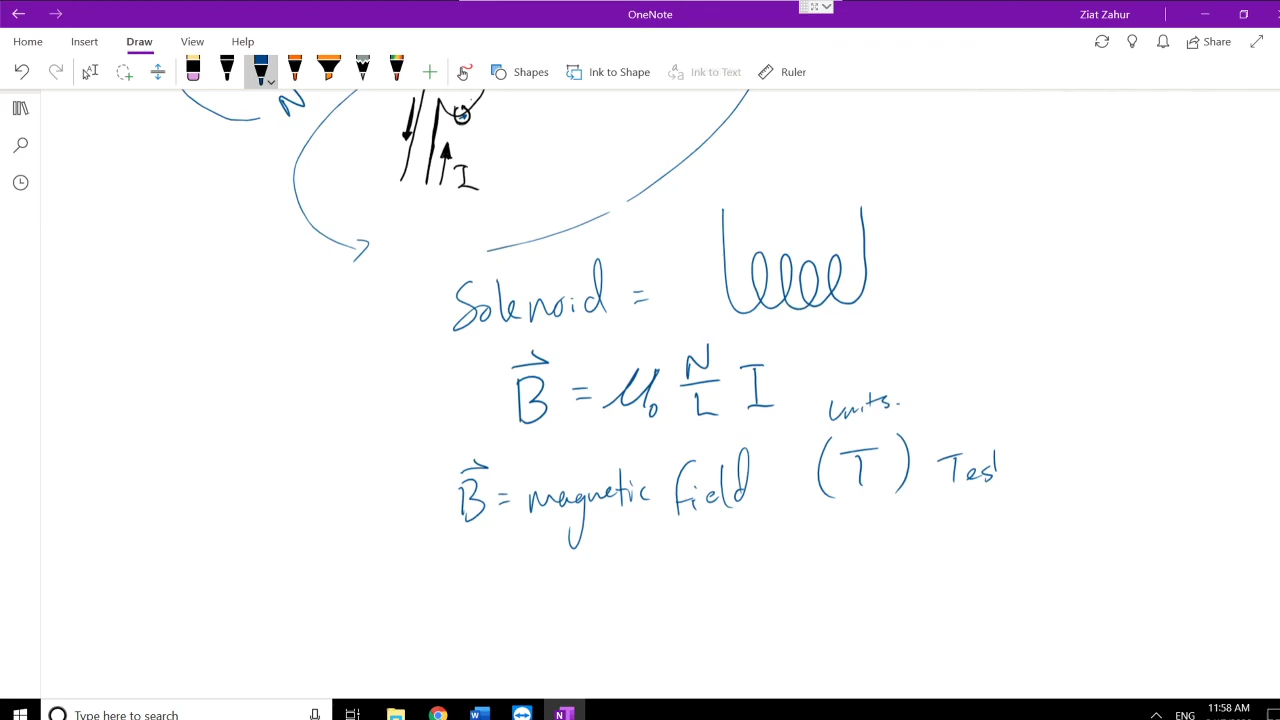 OneNote
Ziat Zahur
Home Insert Draw View Help
Share
Shapes Ink to Shape Ink to Text Ruler
N
I
Solenoid =
B = μ₀ N/L I
units.
B = magnetic field (T) Tesl
Type here to search
ENG
11:58 AM